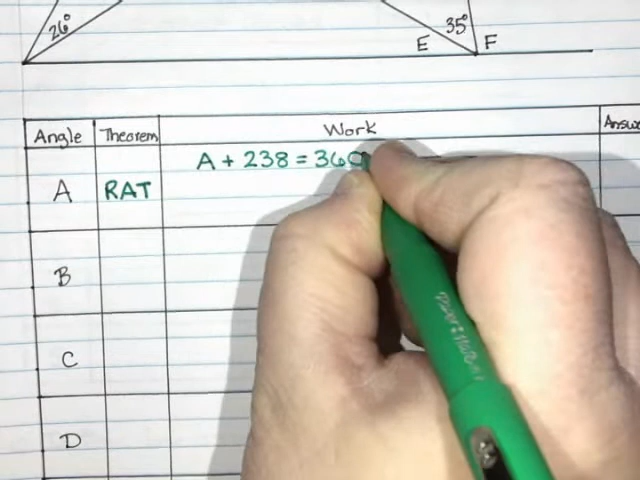 26° 35°
E F
Angle Theorem Work
A + 238 = 360
A RAT
B
C
D